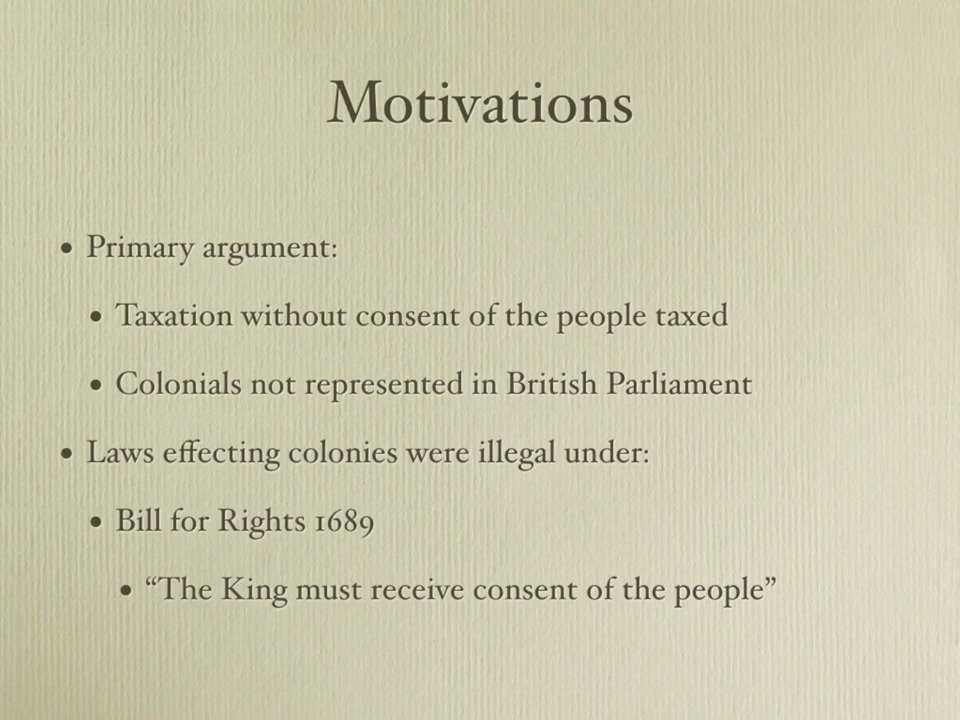 Motivations
• Primary argument:
• Taxation without consent of the people taxed
• Colonials not represented in British Parliament
• Laws effecting colonies were illegal under:
• Bill for Rights 1689
• “The King must receive consent of the people”